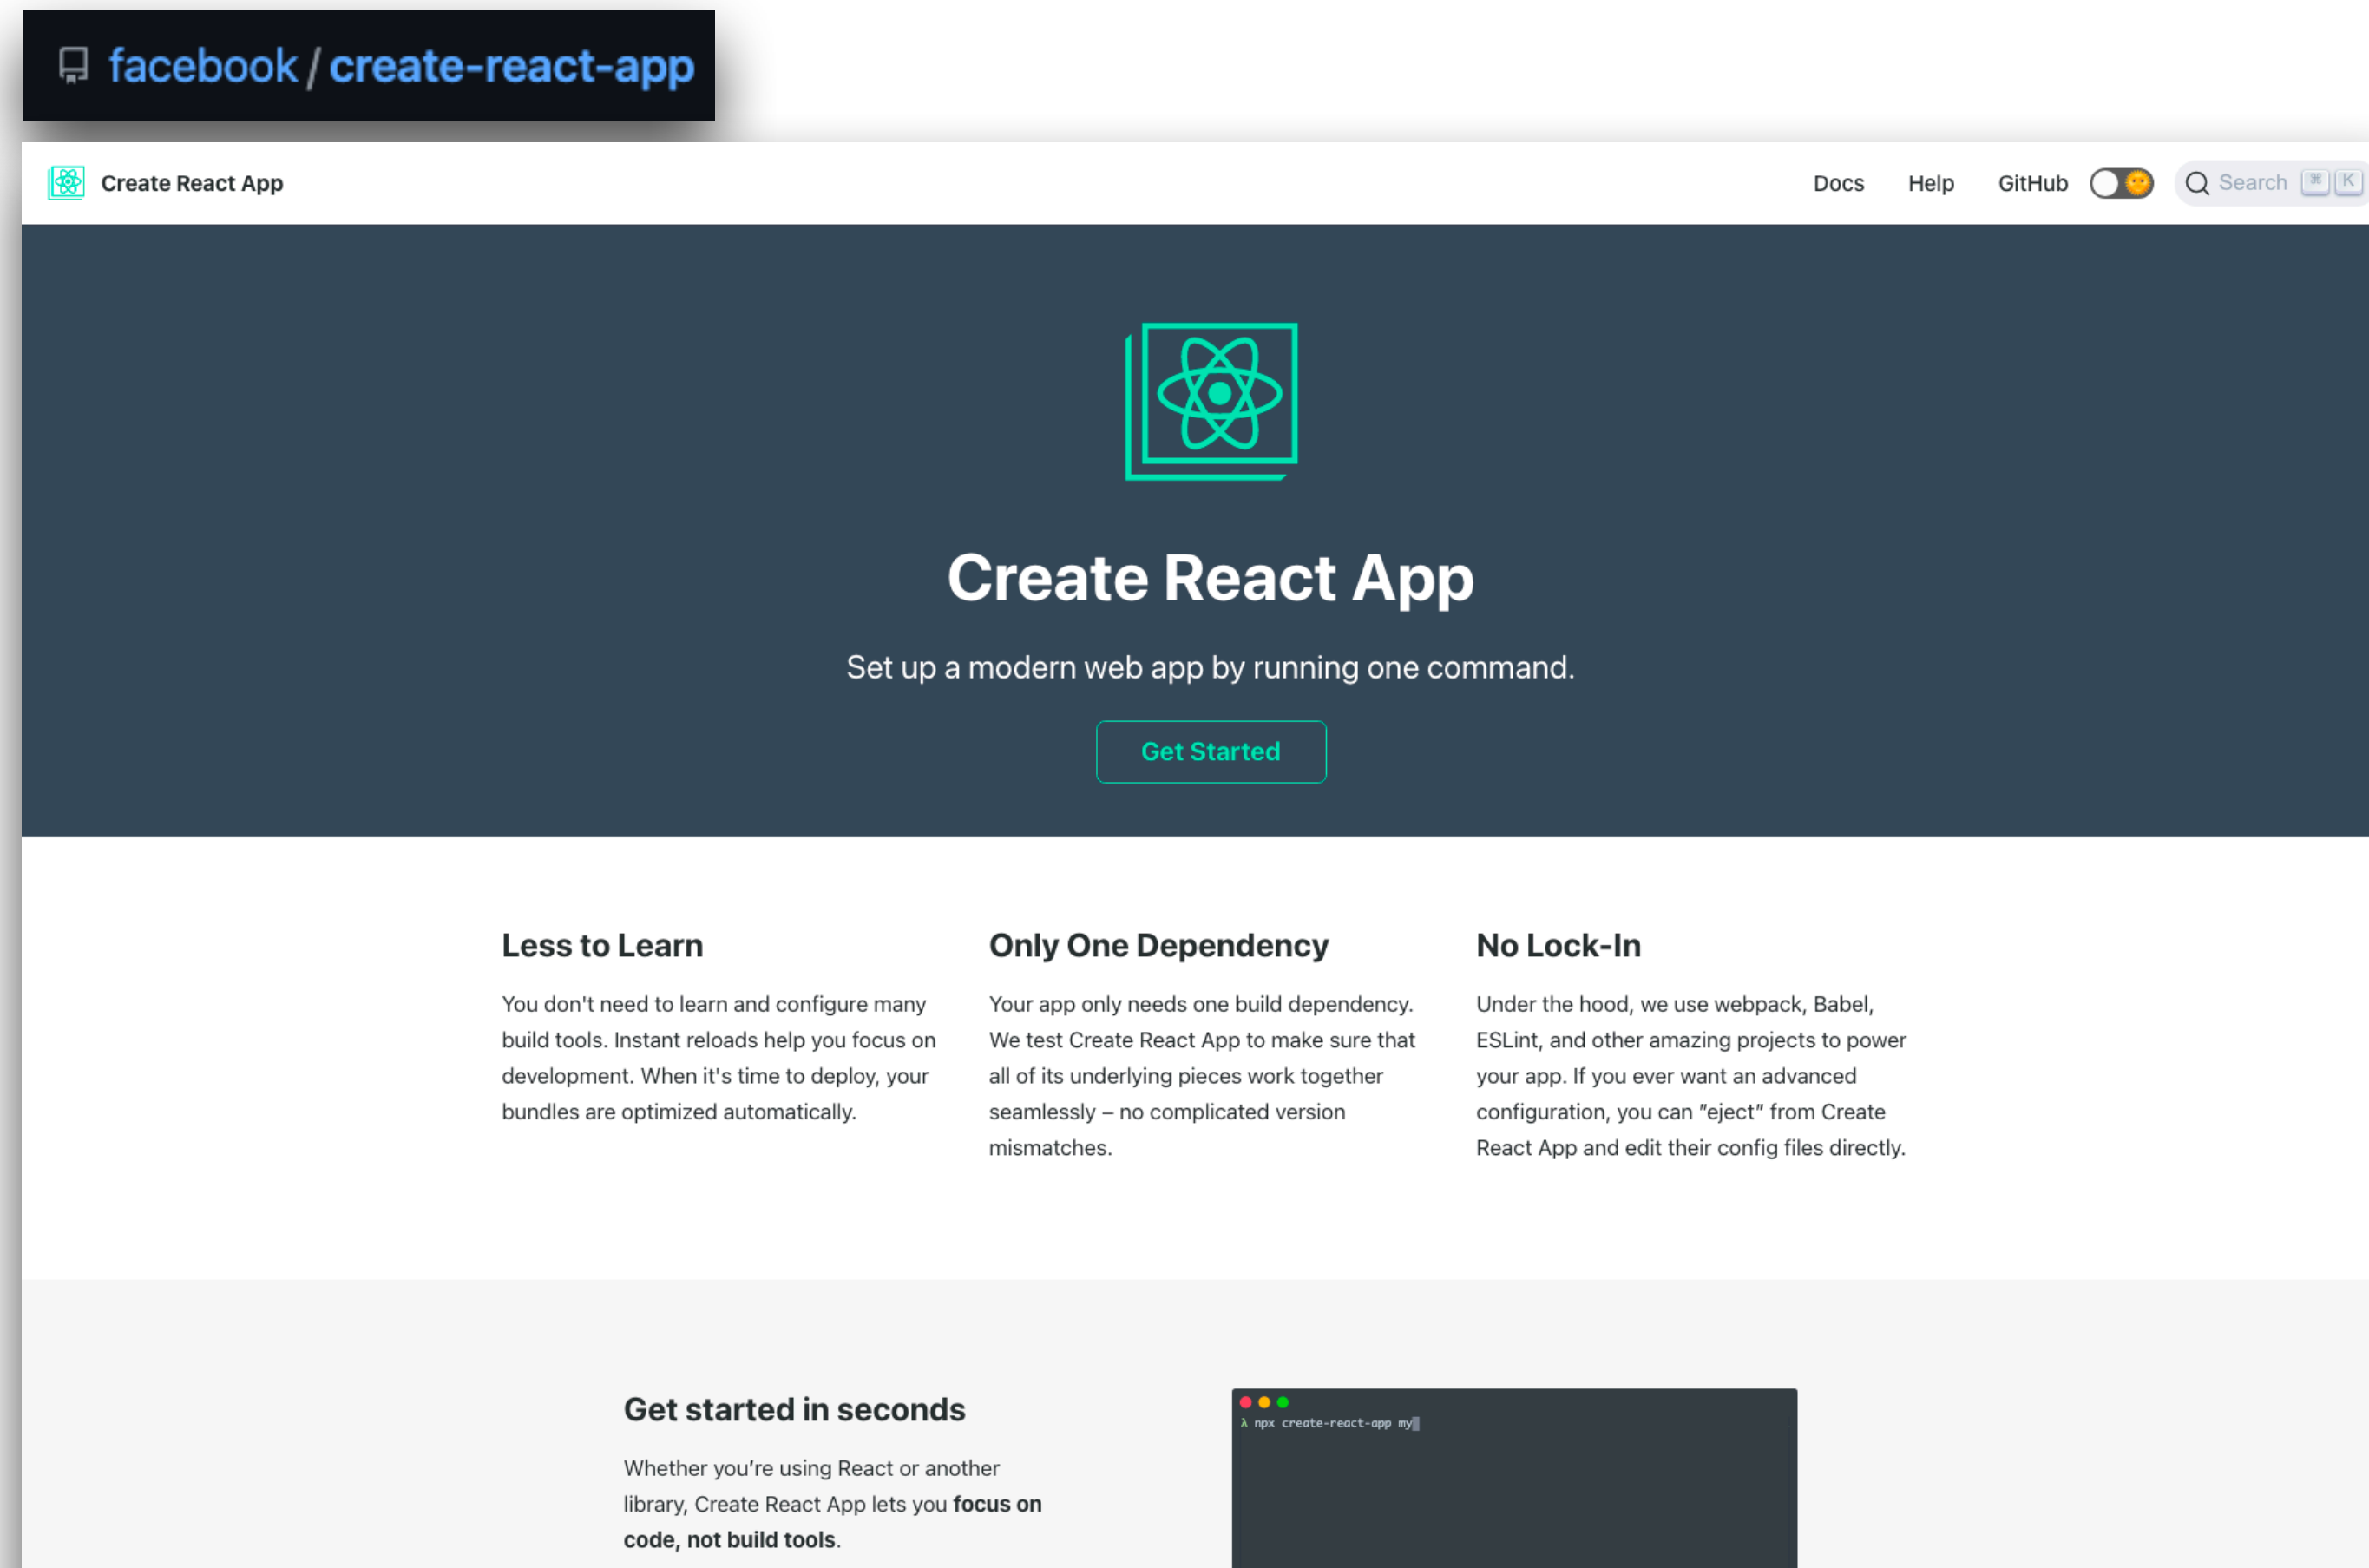 facebook / create-react-app
Create React App
Docs Help GitHub Search ⌘ K
Create React App
Set up a modern web app by running one command.
Get Started
Less to Learn
You don't need to learn and configure many
build tools. Instant reloads help you focus on
development. When it's time to deploy, your
bundles are optimized automatically.
Only One Dependency
Your app only needs one build dependency.
We test Create React App to make sure that
all of its underlying pieces work together
seamlessly – no complicated version
mismatches.
No Lock-In
Under the hood, we use webpack, Babel,
ESLint, and other amazing projects to power
your app. If you ever want an advanced
configuration, you can ”eject” from Create
React App and edit their config files directly.
Get started in seconds
Whether you’re using React or another
library, Create React App lets you focus on
code, not build tools.
λ npx create-react-app my